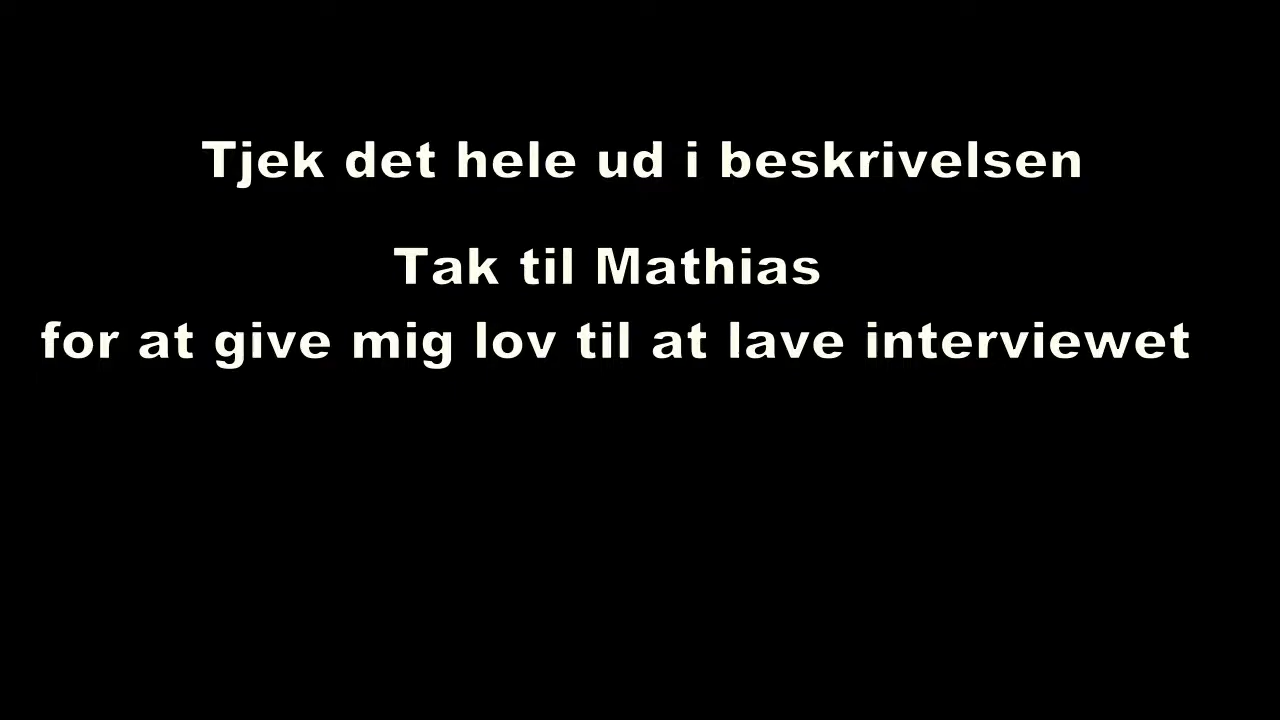 Tjek det hele ud i beskrivelsen
Tak til Mathias
for at give mig lov til at lave interviewet